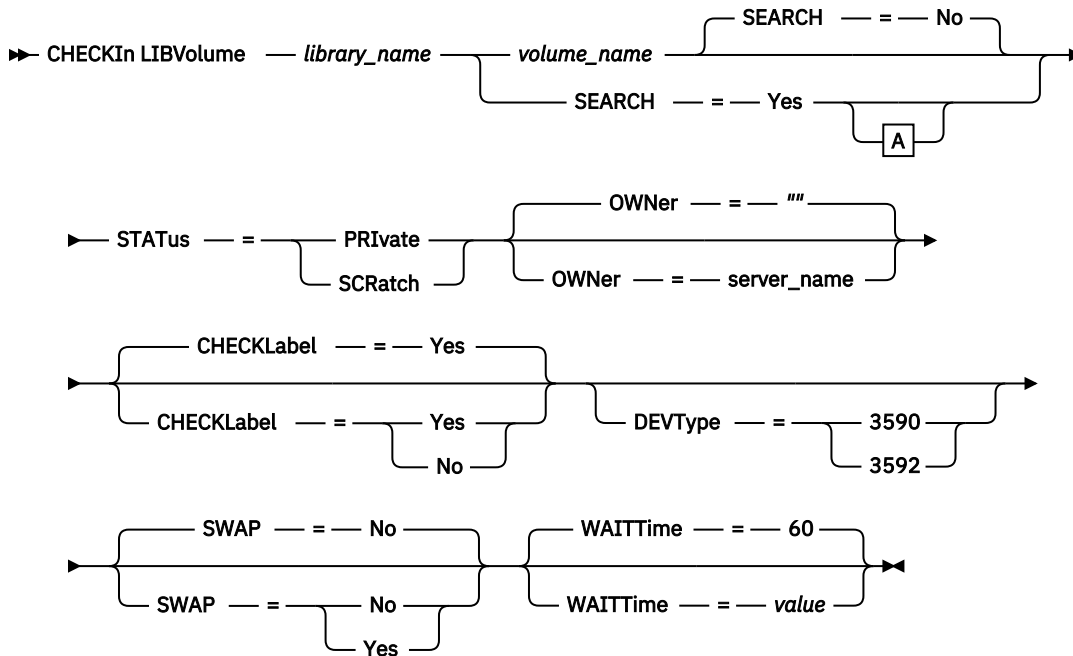 SEARCH = No
CHECKIn LIBVolume library_name volume_name
SEARCH = Yes
A
OWNer = ""
STATus = PRIvate
SCRatch
OWNer = server_name
CHECKLabel = Yes
CHECKLabel = Yes
No
DEVType = 3590
3592
SWAP = No
SWAP = No
Yes
WAITTime = 60
WAITTime = value